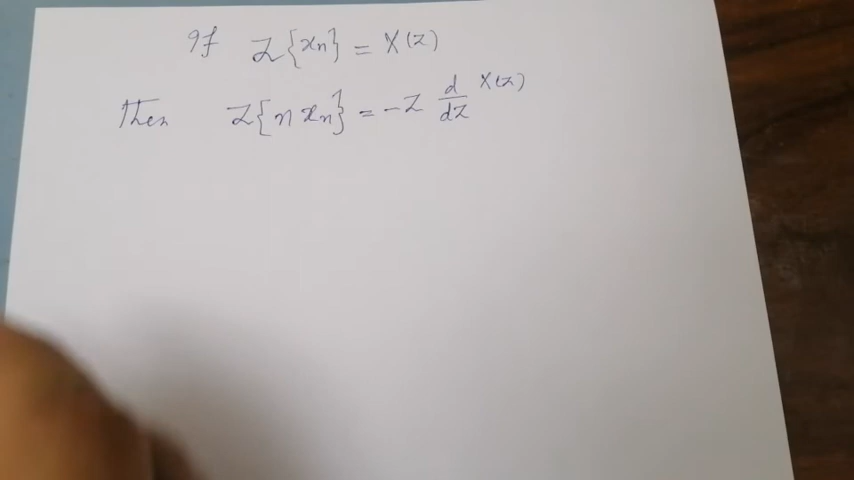 If Z{xn} = X(z)
Then Z{n xn} = -z d/dz X(z)